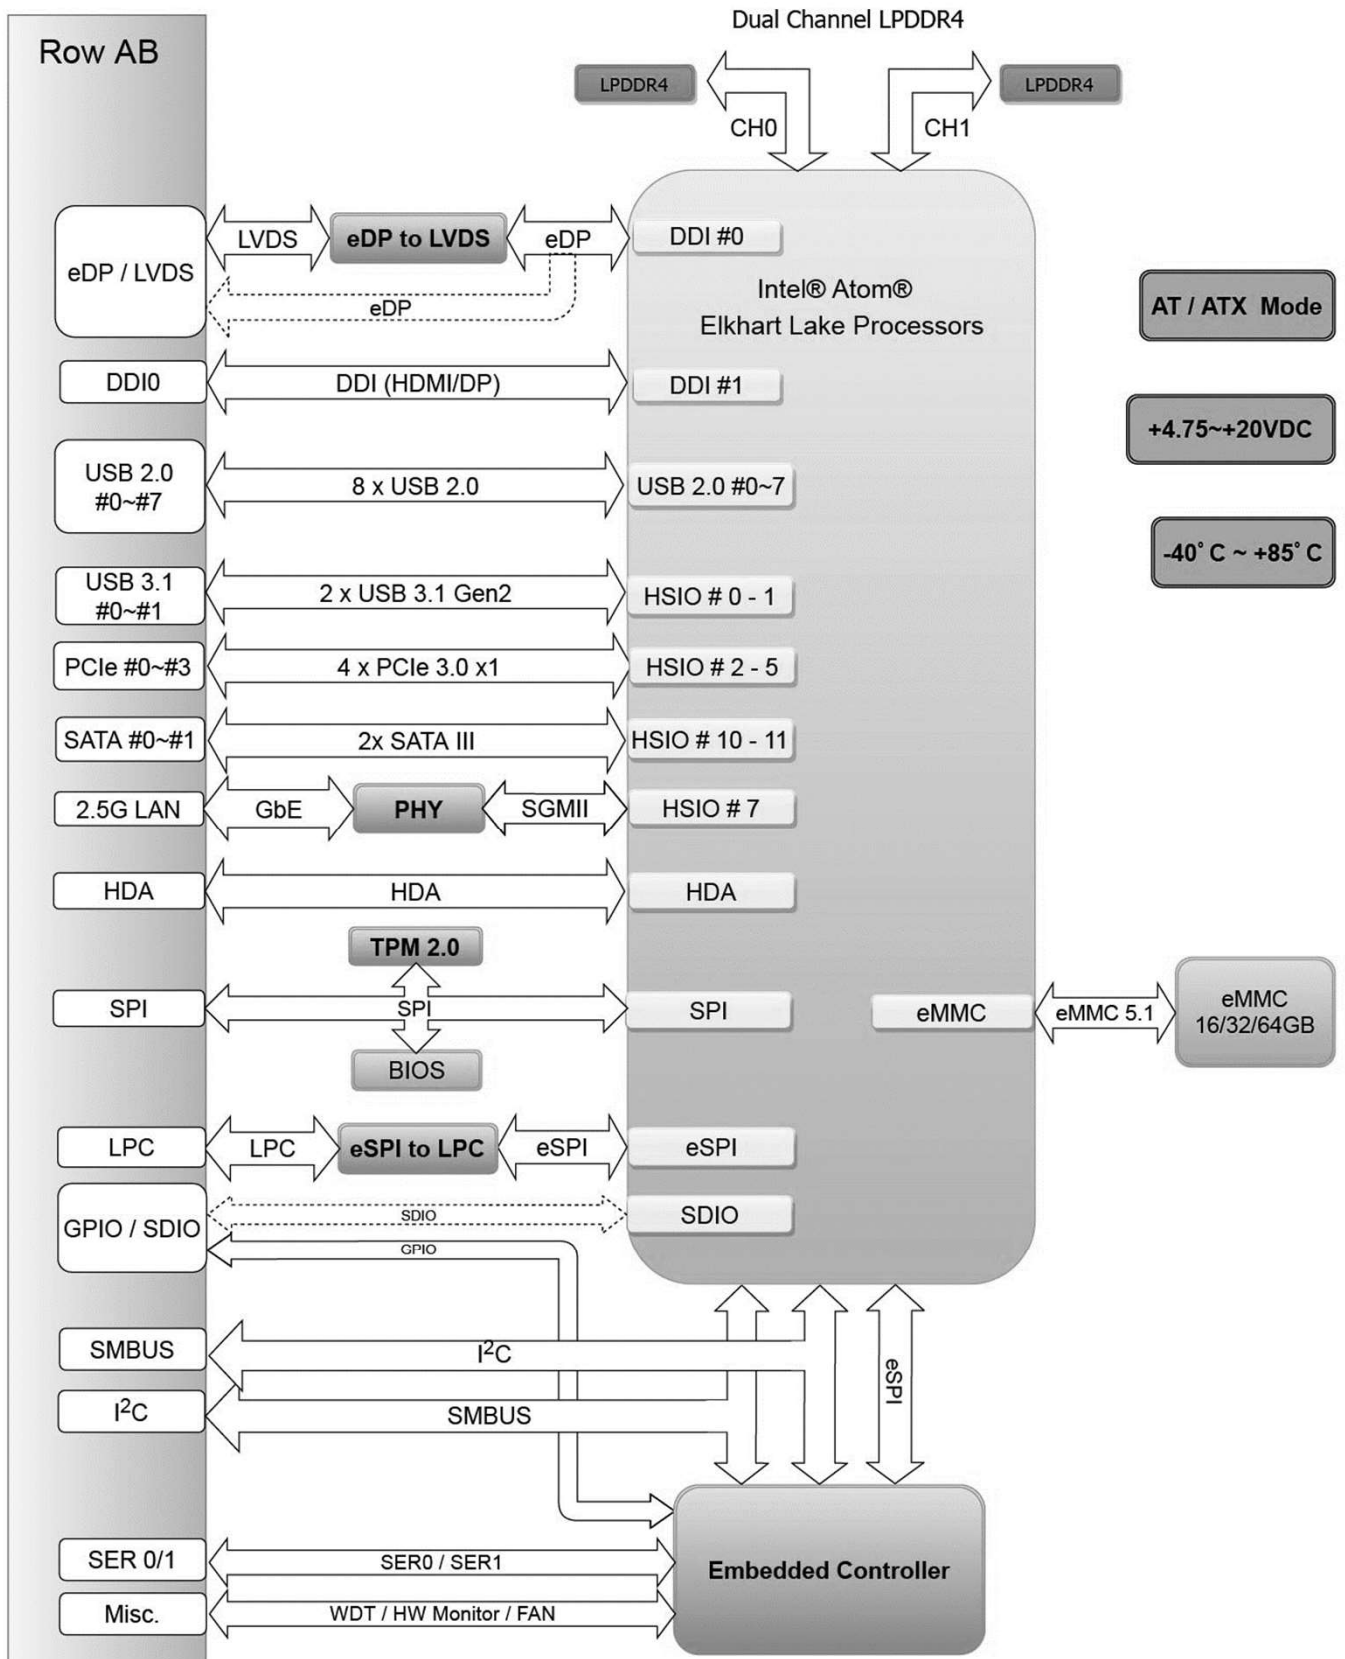 Dual Channel LPDDR4
Row AB
LPDDR4
LPDDR4
CH0
CH1
eDP / LVDS
LVDS
eDP to LVDS
eDP
DDI #0
eDP
Intel® Atom®
Elkhart Lake Processors
AT / ATX Mode
DDI0
DDI (HDMI/DP)
DDI #1
+4.75~+20VDC
USB 2.0
#0~#7
8 x USB 2.0
USB 2.0 #0~7
-40°C ~ +85°C
USB 3.1
#0~#1
2 x USB 3.1 Gen2
HSIO # 0 - 1
PCIe #0~#3
4 x PCIe 3.0 x1
HSIO # 2 - 5
SATA #0~#1
2x SATA III
HSIO # 10 - 11
2.5G LAN
GbE
PHY
SGMII
HSIO # 7
HDA
HDA
HDA
TPM 2.0
SPI
SPI
SPI
BIOS
eMMC
eMMC 5.1
eMMC
16/32/64GB
LPC
LPC
eSPI to LPC
eSPI
eSPI
GPIO / SDIO
SDIO
SDIO
GPIO
SMBUS
I²C
eSPI
I²C
SMBUS
Embedded Controller
SER 0/1
SER0 / SER1
Misc.
WDT / HW Monitor / FAN